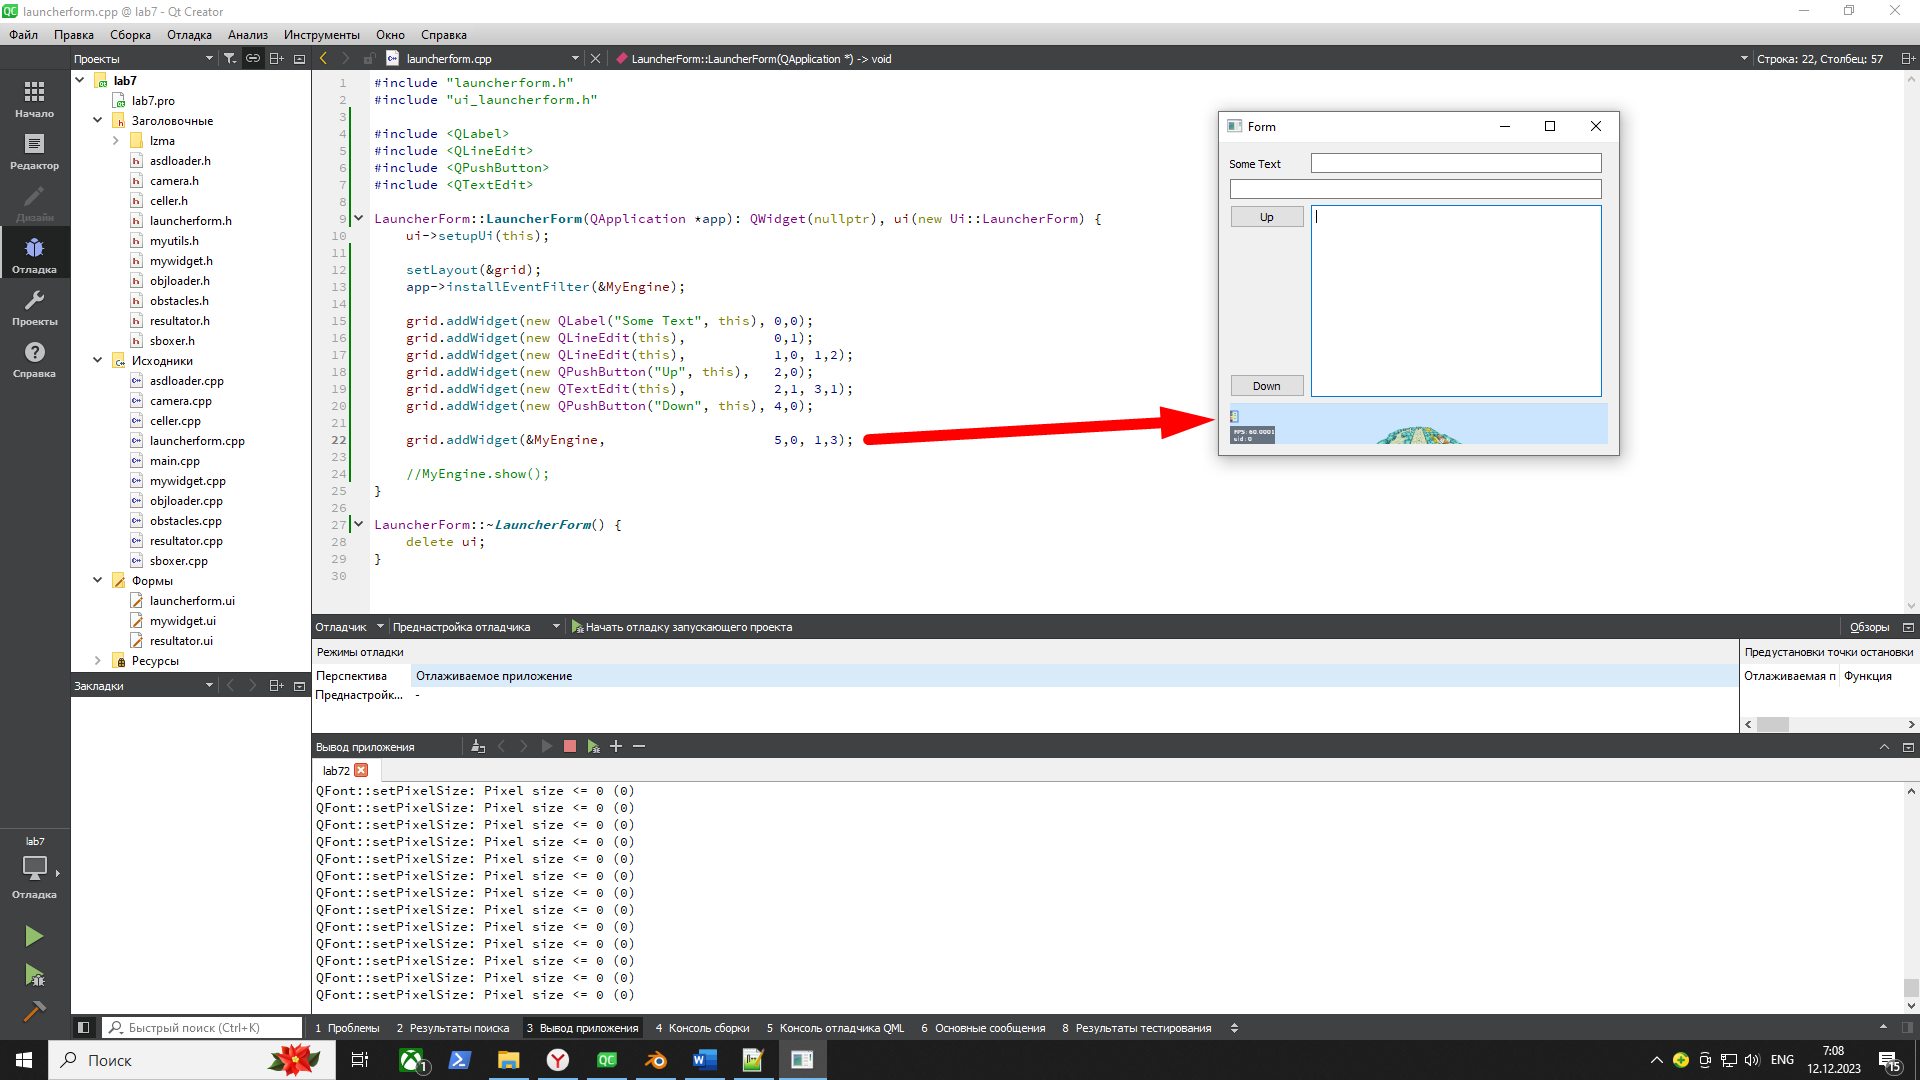 launcherform.cpp @ lab7 - Qt Creator
Файл Правка Сборка Отладка Анализ Инструменты Окно Справка
Проекты
launcherform.cpp
LauncherForm::LauncherForm(QApplication *) -> void
Строка: 22, Столбец: 57
Начало
Редактор
Дизайн
Отладка
Проекты
Справка
lab7
lab7.pro
Заголовочные
lzma
asdloader.h
camera.h
celler.h
launcherform.h
myutils.h
mywidget.h
objloader.h
obstacles.h
resultator.h
sboxer.h
Исходники
asdloader.cpp
camera.cpp
celler.cpp
launcherform.cpp
main.cpp
mywidget.cpp
objloader.cpp
obstacles.cpp
resultator.cpp
sboxer.cpp
Формы
launcherform.ui
mywidget.ui
resultator.ui
Ресурсы
Закладки
1 #include "launcherform.h"
2 #include "ui_launcherform.h"
3
4 #include <QLabel>
5 #include <QLineEdit>
6 #include <QPushButton>
7 #include <QTextEdit>
8
9 LauncherForm::LauncherForm(QApplication *app): QWidget(nullptr), ui(new Ui::LauncherForm) {
10 ui->setupUi(this);
11
12 setLayout(&grid);
13 app->installEventFilter(&MyEngine);
14
15 grid.addWidget(new QLabel("Some Text", this), 0,0);
16 grid.addWidget(new QLineEdit(this), 0,1);
17 grid.addWidget(new QLineEdit(this), 1,0, 1,2);
18 grid.addWidget(new QPushButton("Up", this), 2,0);
19 grid.addWidget(new QTextEdit(this), 2,1, 3,1);
20 grid.addWidget(new QPushButton("Down", this), 4,0);
21
22 grid.addWidget(&MyEngine, 5,0, 1,3);
23
24 //MyEngine.show();
25 }
26
27 LauncherForm::~LauncherForm() {
28 delete ui;
29 }
30
Form
Some Text
Up
Down
FPS: 60.0001
uid: 0
Отладчик Преднастройка отладчика Начать отладку запускающего проекта
Обзоры
Режимы отладки
Перспектива Отлаживаемое приложение
Преднастройк... -
Предустановки точки остановки
Отлаживаемая п Функция
Вывод приложения
lab72
QFont::setPixelSize: Pixel size <= 0 (0)
QFont::setPixelSize: Pixel size <= 0 (0)
QFont::setPixelSize: Pixel size <= 0 (0)
QFont::setPixelSize: Pixel size <= 0 (0)
QFont::setPixelSize: Pixel size <= 0 (0)
QFont::setPixelSize: Pixel size <= 0 (0)
QFont::setPixelSize: Pixel size <= 0 (0)
QFont::setPixelSize: Pixel size <= 0 (0)
QFont::setPixelSize: Pixel size <= 0 (0)
QFont::setPixelSize: Pixel size <= 0 (0)
QFont::setPixelSize: Pixel size <= 0 (0)
QFont::setPixelSize: Pixel size <= 0 (0)
QFont::setPixelSize: Pixel size <= 0 (0)
lab7
Отладка
Быстрый поиск (Ctrl+K)
1 Проблемы 2 Результаты поиска 3 Вывод приложения 4 Консоль сборки 5 Консоль отладчика QML 6 Основные сообщения 8 Результаты тестирования
Поиск
1
QC
ENG
7:08
12.12.2023
15